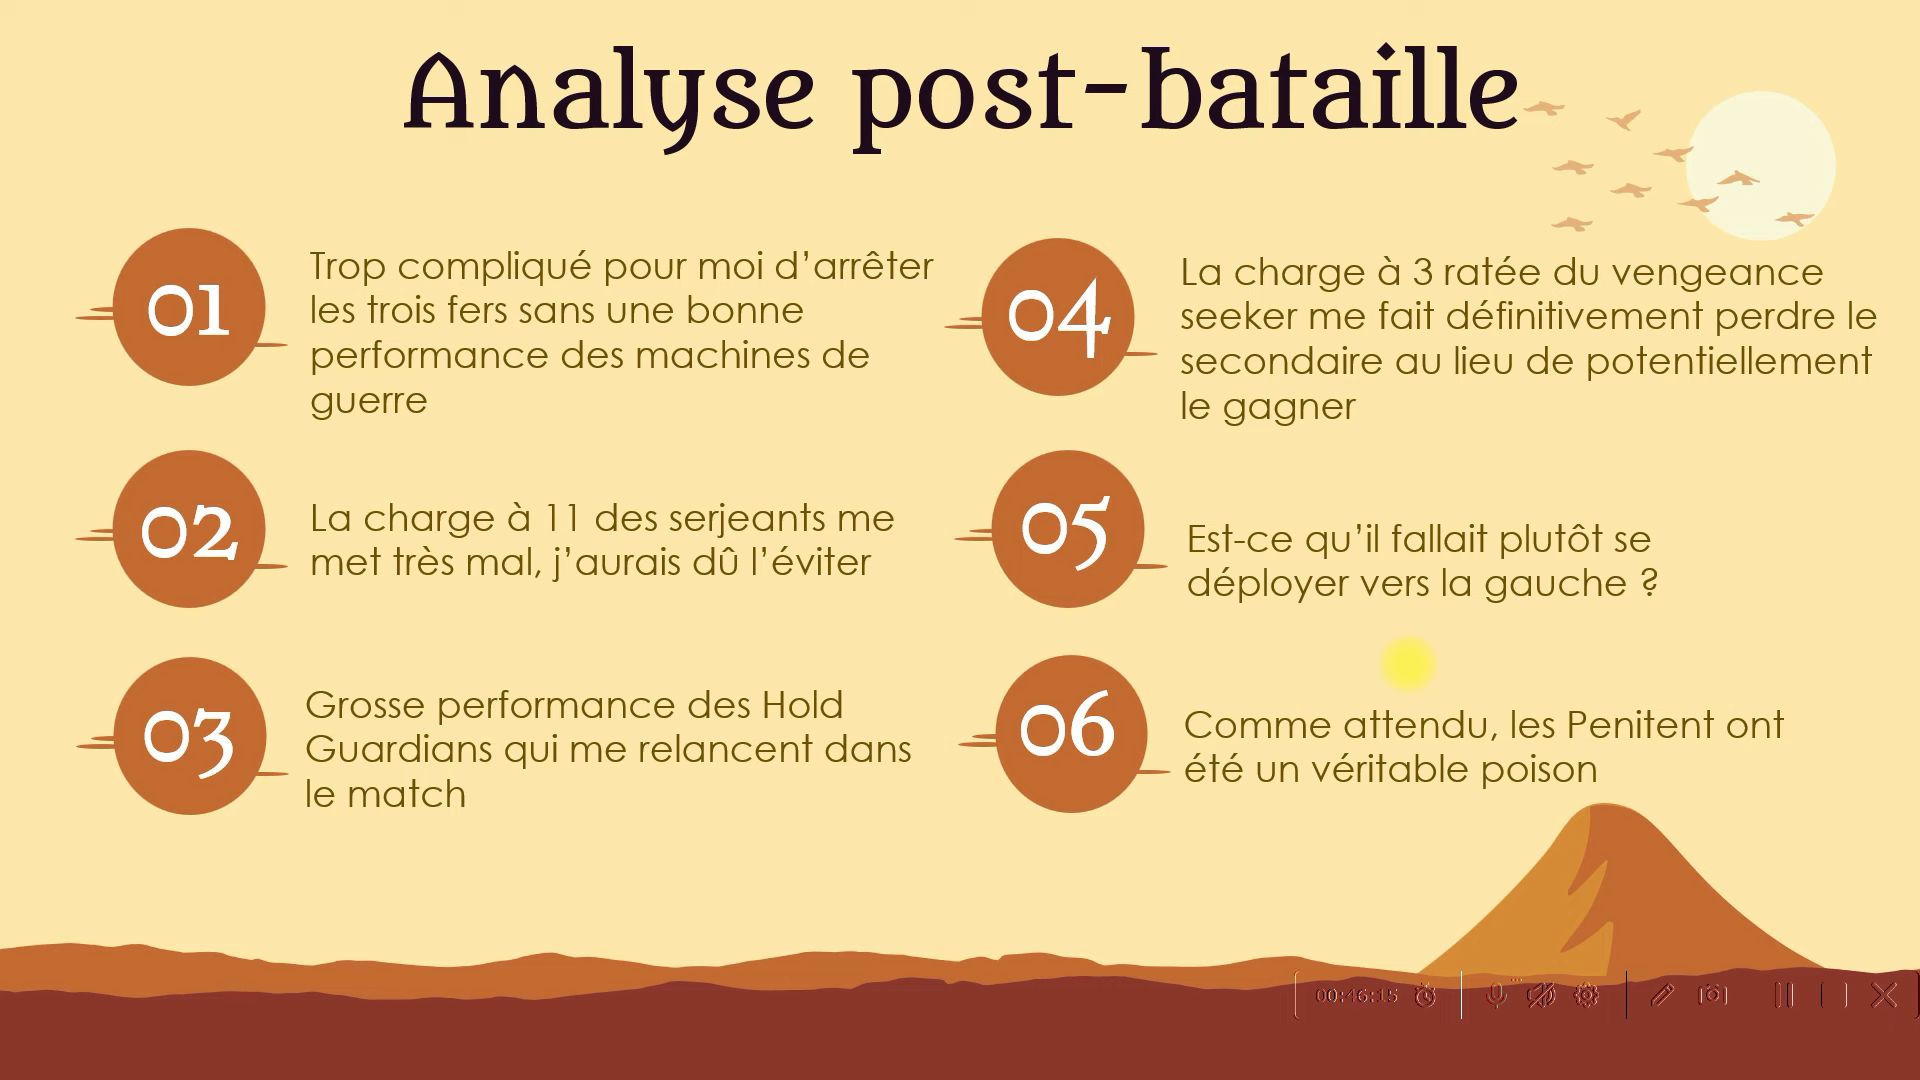 Analyse post-bataille
01
Trop compliqué pour moi d’arrêter
les trois fers sans une bonne
performance des machines de
guerre
02
La charge à 11 des serjeants me
met très mal, j’aurais dû l’éviter
03
Grosse performance des Hold
Guardians qui me relancent dans
le match
04
La charge à 3 ratée du vengeance
seeker me fait définitivement perdre le
secondaire au lieu de potentiellement
le gagner
05
Est-ce qu’il fallait plutôt se
déployer vers la gauche ?
06
Comme attendu, les Penitent ont
été un véritable poison
00:46:15